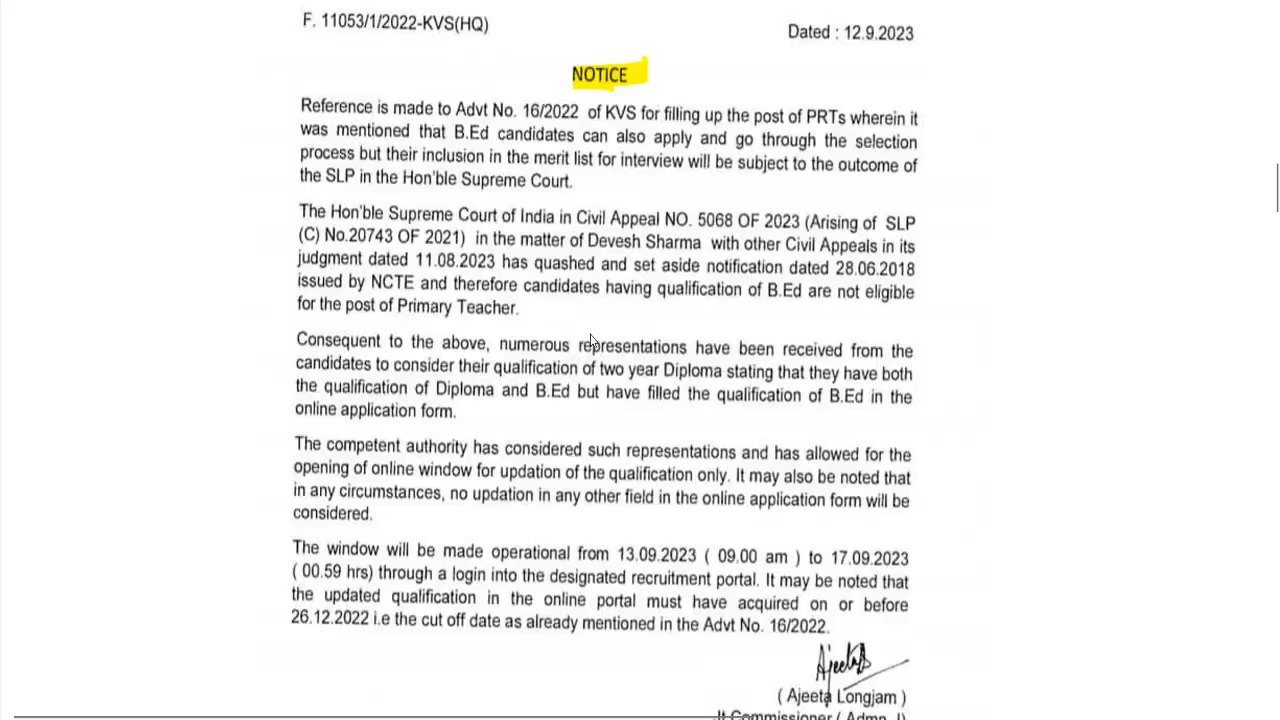 F. 11053/1/2022-KVS(HQ)
Dated : 12.9.2023
NOTICE
Reference is made to Advt No. 16/2022 of KVS for filling up the post of PRTs wherein it
was mentioned that B.Ed candidates can also apply and go through the selection
process but their inclusion in the merit list for interview will be subject to the outcome of
the SLP in the Hon'ble Supreme Court.
The Hon'ble Supreme Court of India in Civil Appeal NO. 5068 OF 2023 (Arising of SLP
(C) No.20743 OF 2021) in the matter of Devesh Sharma with other Civil Appeals in its
judgment dated 11.08.2023 has quashed and set aside notification dated 28.06.2018
issued by NCTE and therefore candidates having qualification of B.Ed are not eligible
for the post of Primary Teacher.
Consequent to the above, numerous representations have been received from the
candidates to consider their qualification of two year Diploma stating that they have both
the qualification of Diploma and B.Ed but have filled the qualification of B.Ed in the
online application form.
The competent authority has considered such representations and has allowed for the
opening of online window for updation of the qualification only. It may also be noted that
in any circumstances, no updation in any other field in the online application form will be
considered.
The window will be made operational from 13.09.2023 ( 09.00 am ) to 17.09.2023
( 00.59 hrs) through a login into the designated recruitment portal. It may be noted that
the updated qualification in the online portal must have acquired on or before
26.12.2022 i.e the cut off date as already mentioned in the Advt No. 16/2022.
Ajeeta
( Ajeeta Longjam )
Jt Commissioner ( Admn. I)